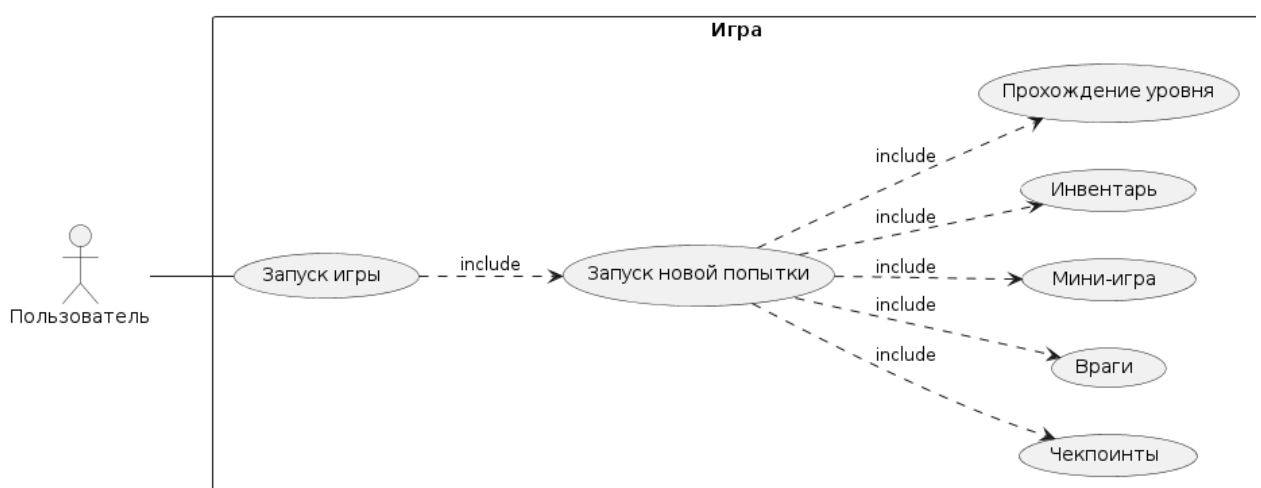 Игра
Прохождение уровня
include
Инвентарь
include
Запуск игры
include
Запуск новой попытки
include
Мини-игра
Пользователь
include
Враги
include
Чекпоинты